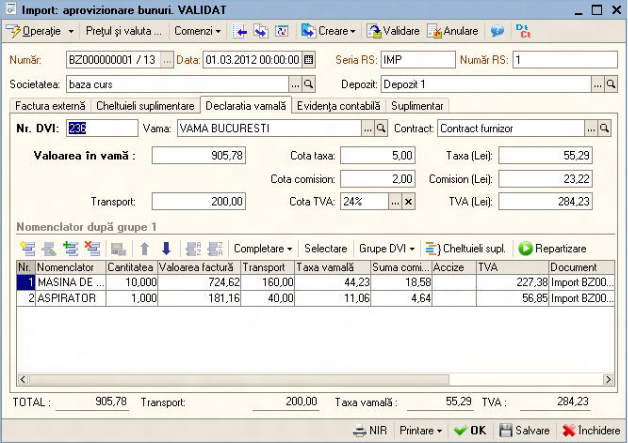 Import: aprovizionare bunuri. VALIDAT
Operație Prețul și valuta ... Comenzi Creare Validare Anulare Dt Ct
Număr: BZ000000001 / 13 ... Data: 01.03.2012 00:00:00 Seria RS: IMP Număr RS: 1
Societatea: baza curs ... Depozit: Depozit 1 ...
Factura externă Cheltuieli suplimentare Declaratia vamală Evidența contabilă Suplimentar
Nr. DVI: 236 Vama: VAMA BUCURESTI ... Contract: Contract furnizor ...
Valoarea în vamă : 905,78 Cota taxa: 5,00 Taxa (Lei): 55,29
Cota comision: 2,00 Comision (Lei): 23,22
Transport: 200,00 Cota TVA: 24% ... x TVA (Lei): 284,23
Nomenclator după grupe 1
Completare Selectare Grupe DVI Cheltuieli supl. Repartizare
Nr. Nomenclator Cantitatea Valoarea factură Transport Taxa vamală Suma comi... Accize TVA Document
1 MASINA DE ... 10,000 724,62 160,00 44,23 18,58 227,38 Import BZ00...
2 ASPIRATOR 1,000 181,16 40,00 11,06 4,64 56,85 Import BZ00...
TOTAL : 905,78 Transport: 200,00 Taxa vamală : 55,29 TVA : 284,23
NIR Printare OK Salvare Închidere